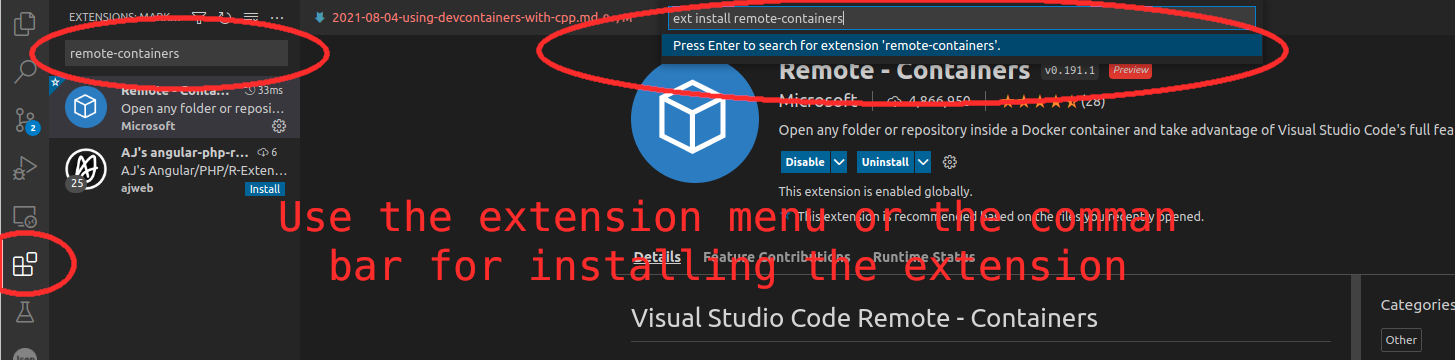 EXTENSIONS: MARK...
remote-containers
Remote - Conta...
33ms
Open any folder or reposi...
Microsoft
AJ's angular-php-r...
6
AJ's Angular/PHP/R-Exten...
ajweb
Install
25
2
2021-08-04-using-devcontainers-with-cpp.md
ext install remote-containers
Press Enter to search for extension 'remote-containers'.
Remote - Containers
v0.191.1
Preview
Microsoft
4,866,950
(28)
Open any folder or repository inside a Docker container and take advantage of Visual Studio Code's full fea
Disable
Uninstall
This extension is enabled globally.
This extension is recommended based on the files you recently opened.
Use the extension menu or the comman
bar for installing the extension
Details Feature Contributions Runtime Status
Visual Studio Code Remote - Containers
Categories
Other